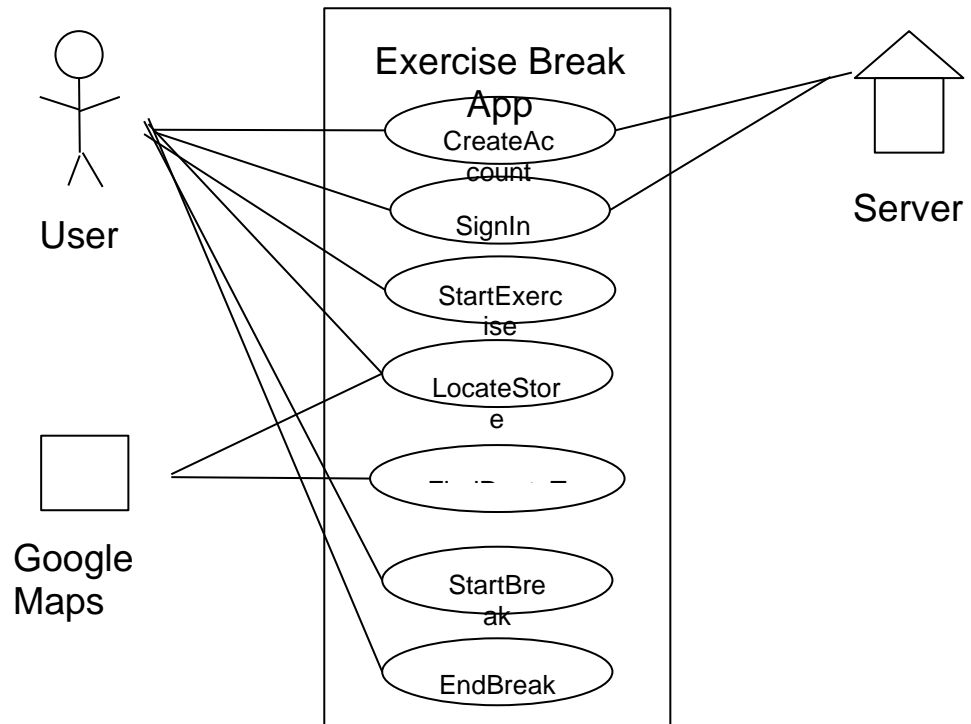 Exercise Break
App
CreateAc
count
User
SignIn
Server
StartExerc
ise
LocateStor
e
Google
Maps
StartBre
ak
EndBreak